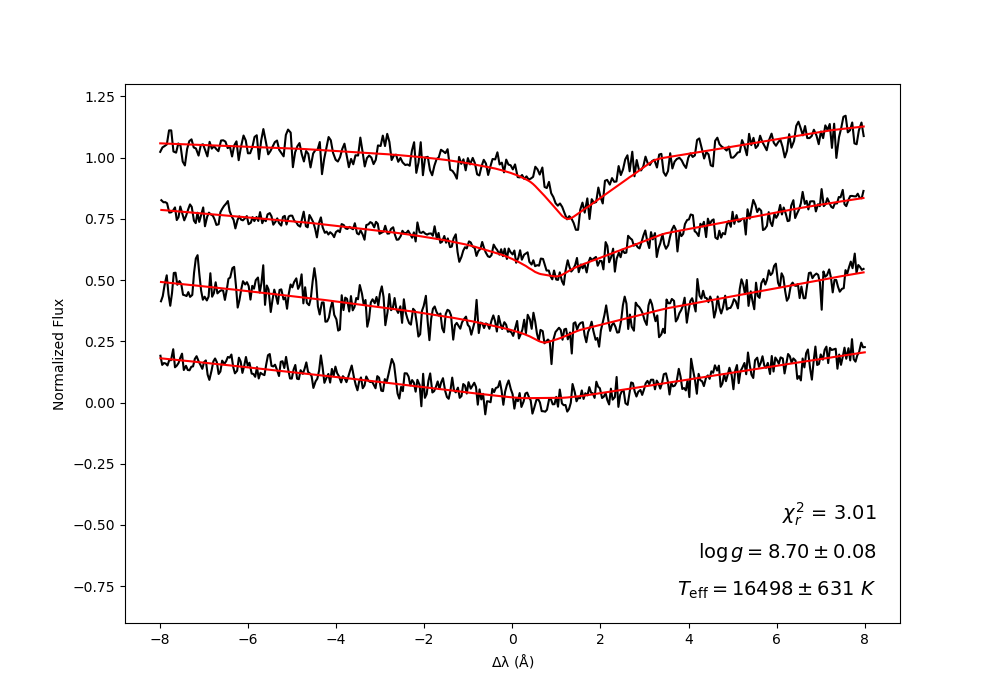 1.25
1.00
0.75
0.50
0.25
0.00
−0.25
−0.50
−0.75
Normalized Flux
χ²ᵣ = 3.01
log g = 8.70 ± 0.08
T_eff = 16498 ± 631 K
−8 −6 −4 −2 0 2 4 6 8
Δλ (Å)